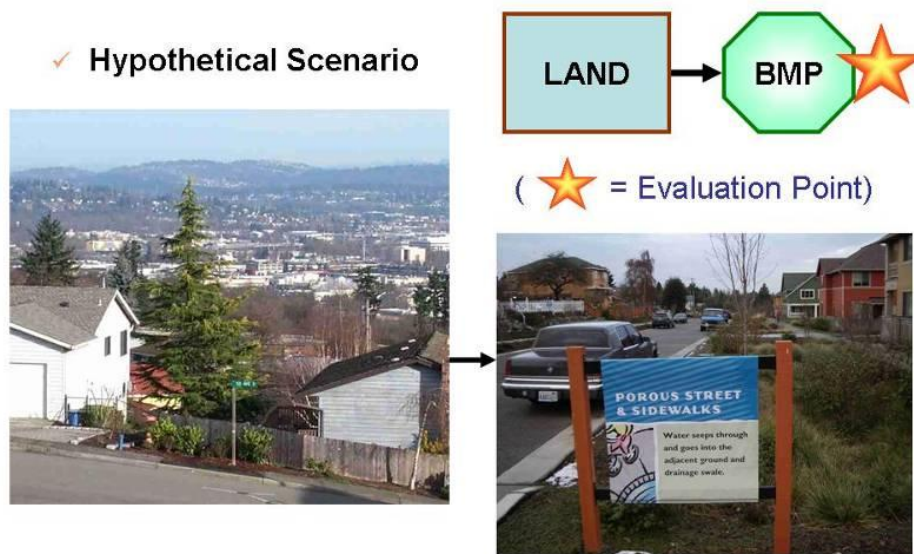 ✓ Hypothetical Scenario
LAND
BMP
( = Evaluation Point)
POROUS STREET
& SIDEWALKS
Water seeps through
and goes into the
adjacent ground and
drainage swale.